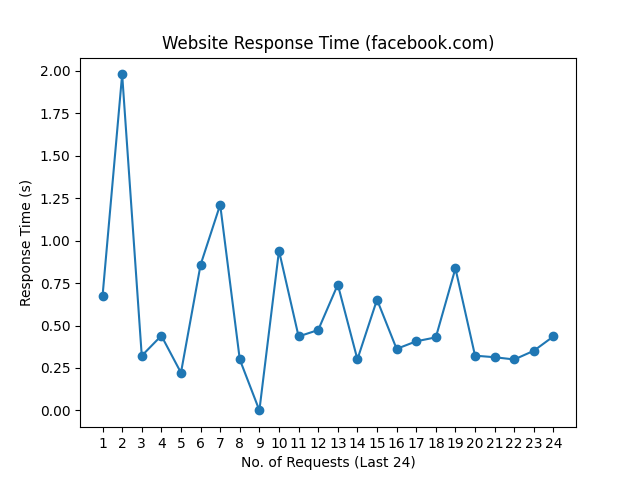 Website Response Time (facebook.com)
Response Time (s)
2.00
1.75
1.50
1.25
1.00
0.75
0.50
0.25
0.00
1 2 3 4 5 6 7 8 9 10 11 12 13 14 15 16 17 18 19 20 21 22 23 24
No. of Requests (Last 24)